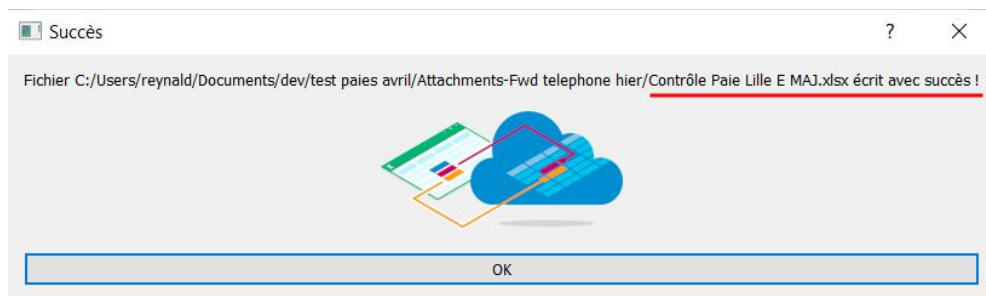 Succès
Fichier C:/Users/reynald/Documents/dev/test paies avril/Attachments-Fwd telephone hier/Contrôle Paie Lille E MAJ.xlsx écrit avec succès !
OK